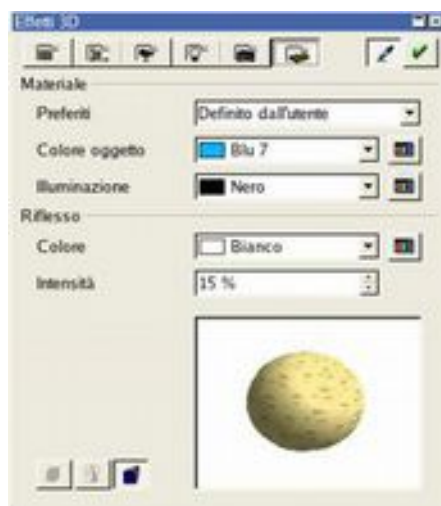 Effetti 3D
Materiale
Preferiti Definito dall'utente
Colore oggetto Blu 7
Illuminazione Nero
Riflesso
Colore Bianco
Intensità 15 %